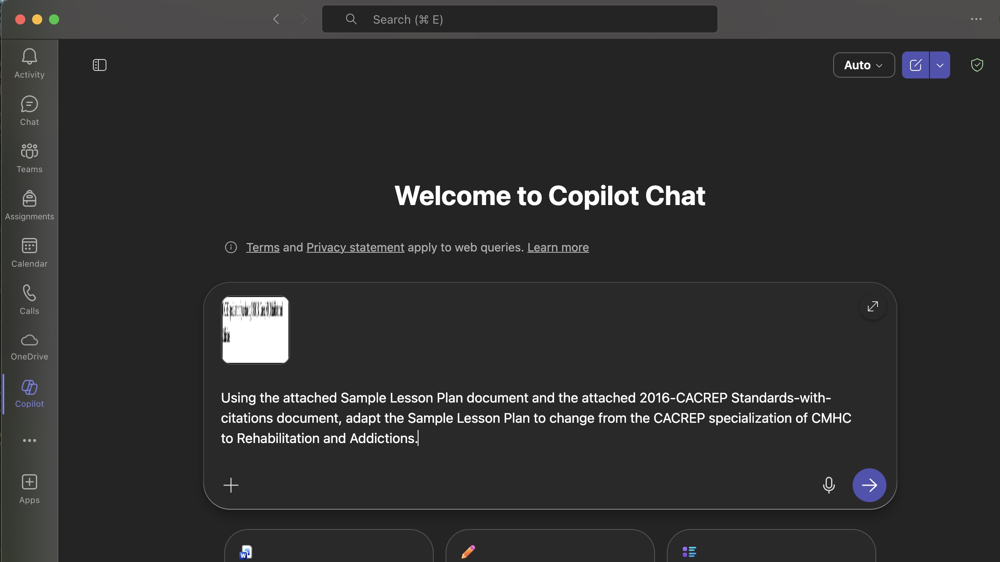 Search (⌘ E)
Activity
Chat
Teams
Assignments
Calendar
Calls
OneDrive
Copilot
Apps
Auto
Welcome to Copilot Chat
Terms and Privacy statement apply to web queries. Learn more
Using the attached Sample Lesson Plan document and the attached 2016-CACREP Standards-with-
citations document, adapt the Sample Lesson Plan to change from the CACREP specialization of CMHC
to Rehabilitation and Addictions.
W